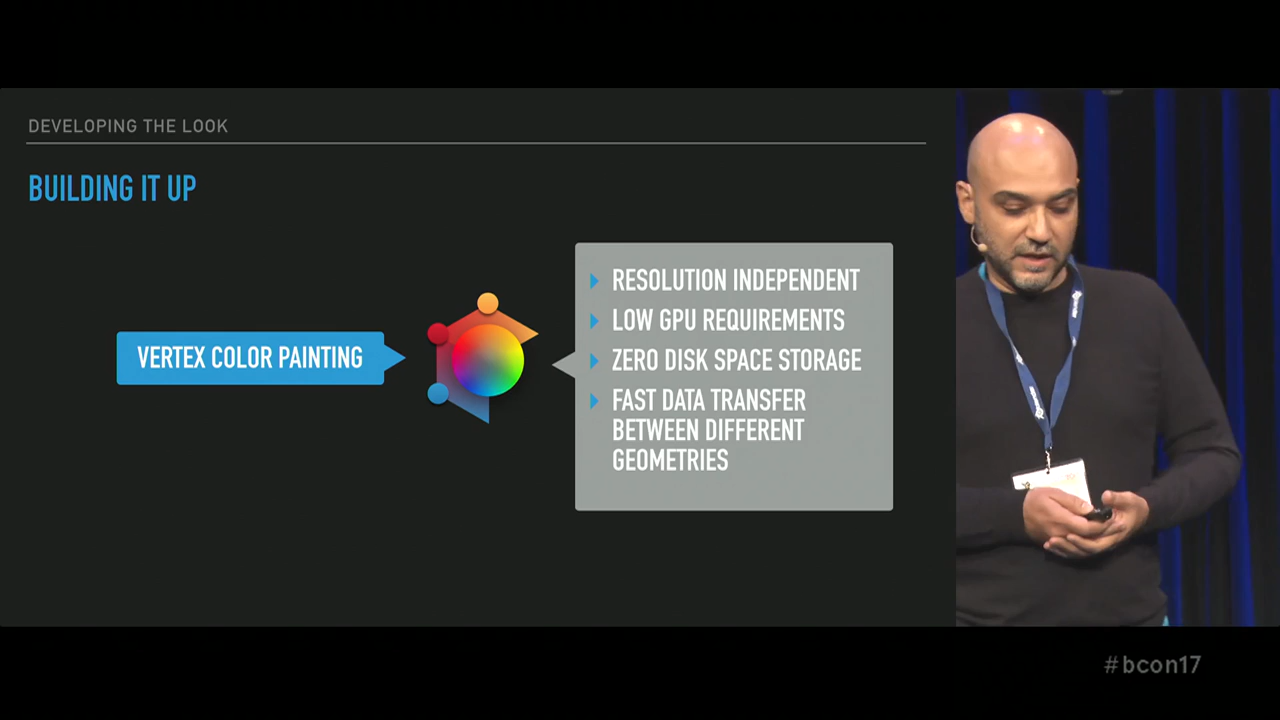 DEVELOPING THE LOOK
BUILDING IT UP
VERTEX COLOR PAINTING
RESOLUTION INDEPENDENT
LOW GPU REQUIREMENTS
ZERO DISK SPACE STORAGE
FAST DATA TRANSFER
BETWEEN DIFFERENT
GEOMETRIES
#bcon17